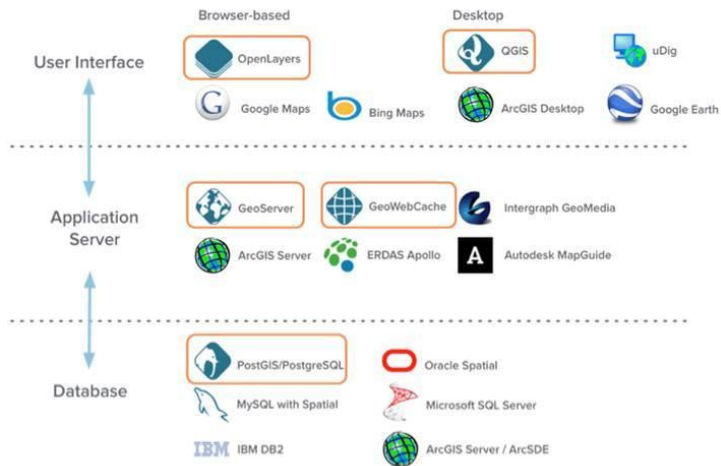 Browser-based
Desktop
User Interface
OpenLayers
QGIS
uDig
G
Google Maps
Bing Maps
ArcGIS Desktop
Google Earth
Application
Server
GeoServer
GeoWebCache
Intergraph GeoMedia
ArcGIS Server
ERDAS Apollo
A
Autodesk MapGuide
Database
PostGIS/PostgreSQL
Oracle Spatial
MySQL with Spatial
Microsoft SQL Server
IBM
IBM DB2
ArcGIS Server / ArcSDE